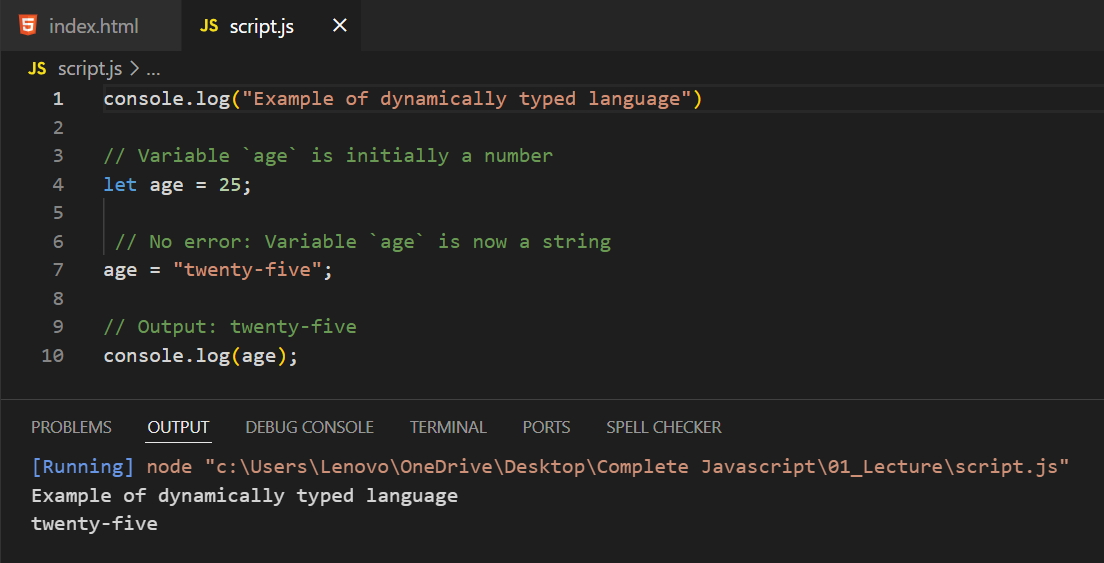 index.html JS script.js ×
JS script.js > ...
1 console.log("Example of dynamically typed language")
2
3 // Variable `age` is initially a number
4 let age = 25;
5
6 // No error: Variable `age` is now a string
7 age = "twenty-five";
8
9 // Output: twenty-five
10 console.log(age);
PROBLEMS OUTPUT DEBUG CONSOLE TERMINAL PORTS SPELL CHECKER
[Running] node "c:\Users\Lenovo\OneDrive\Desktop\Complete Javascript\01_Lecture\script.js"
Example of dynamically typed language
twenty-five